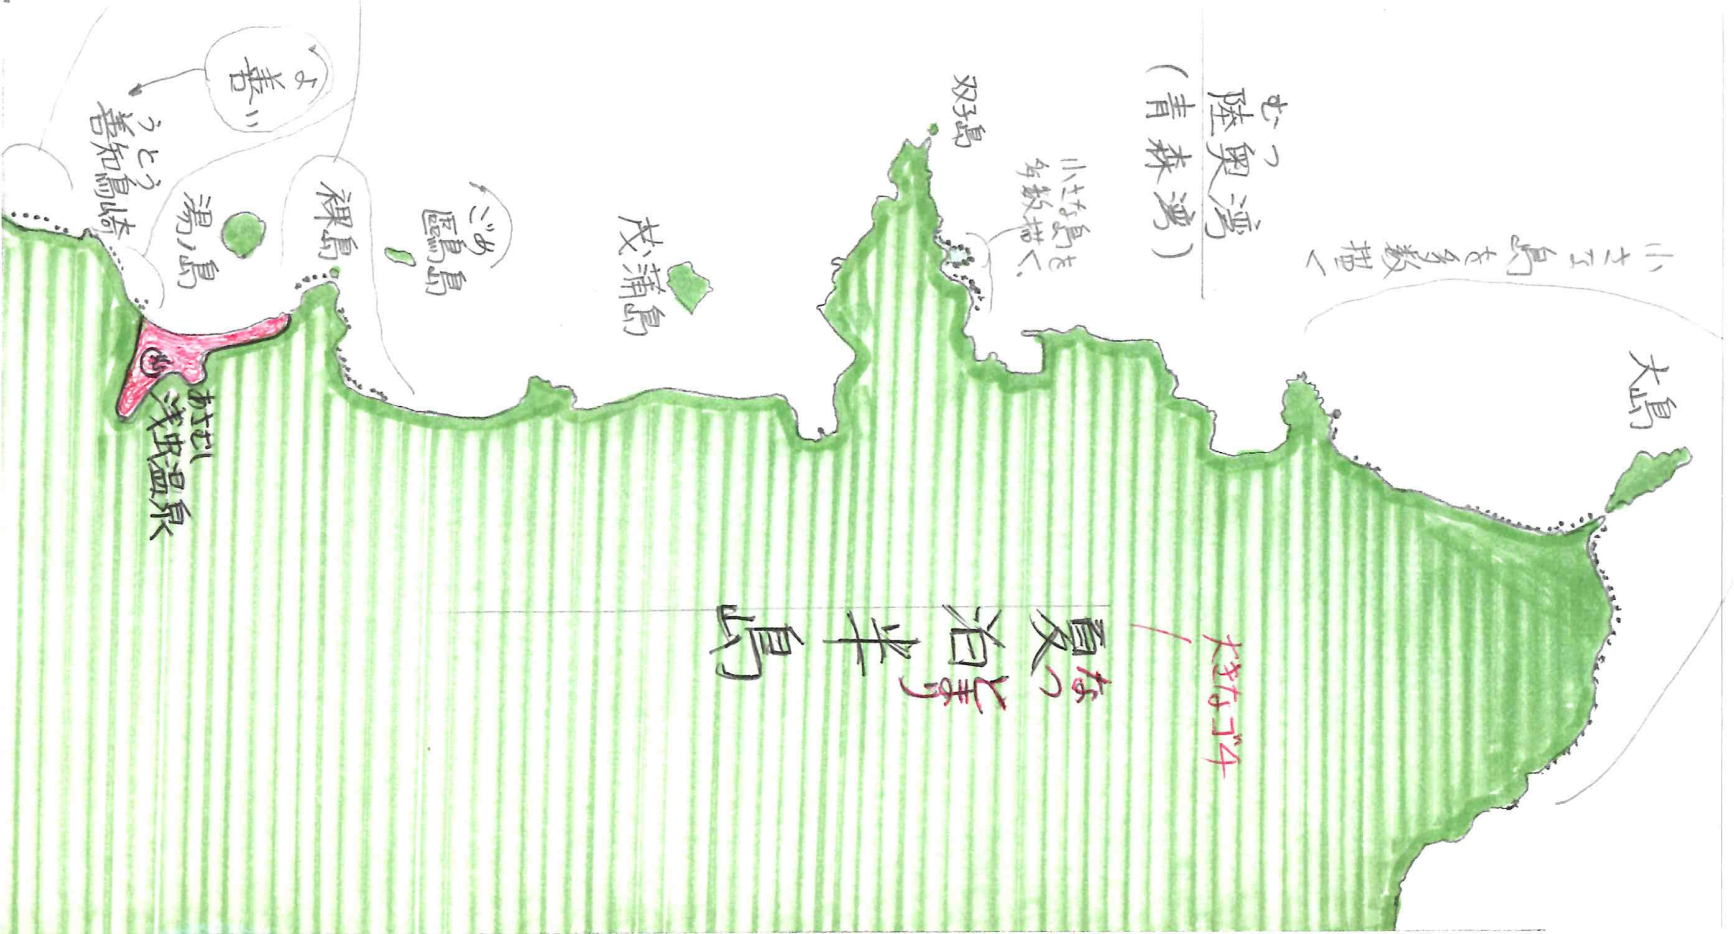 大島
小さな島を多数描く
むつ
陸奥湾
(青森湾)
小さな島を
多数描く、
双子島
茂蒲島
ごめ
鷗島
裸島
湯ノ島
うとう
善知鳥崎
よ
善い
あさむし
浅虫温泉
大きなゴチ
夏泊半島
なつどまり